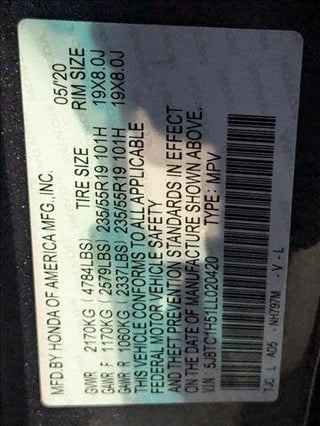 MFD. BY HONDA OF AMERICA MFG., INC. 05/'20
TIRE SIZE RIM SIZE
GVWR 2170KG ( 4784LBS)
GAWR F 1170KG ( 2579LBS) 235/55R19 101H 19X8.0J
GAWR R 1060KG ( 2337LBS) 235/55R19 101H 19X8.0J
THIS VEHICLE CONFORMS TO ALL APPLICABLE
FEDERAL MOTOR VEHICLE SAFETY
AND THEFT PREVENTION STANDARDS IN EFFECT
ON THE DATE OF MANUFACTURE SHOWN ABOVE.
V.I.N.: 5J8TC1H51LL020420 TYPE: MPV
TJC L AD5 - NH797M - V - L